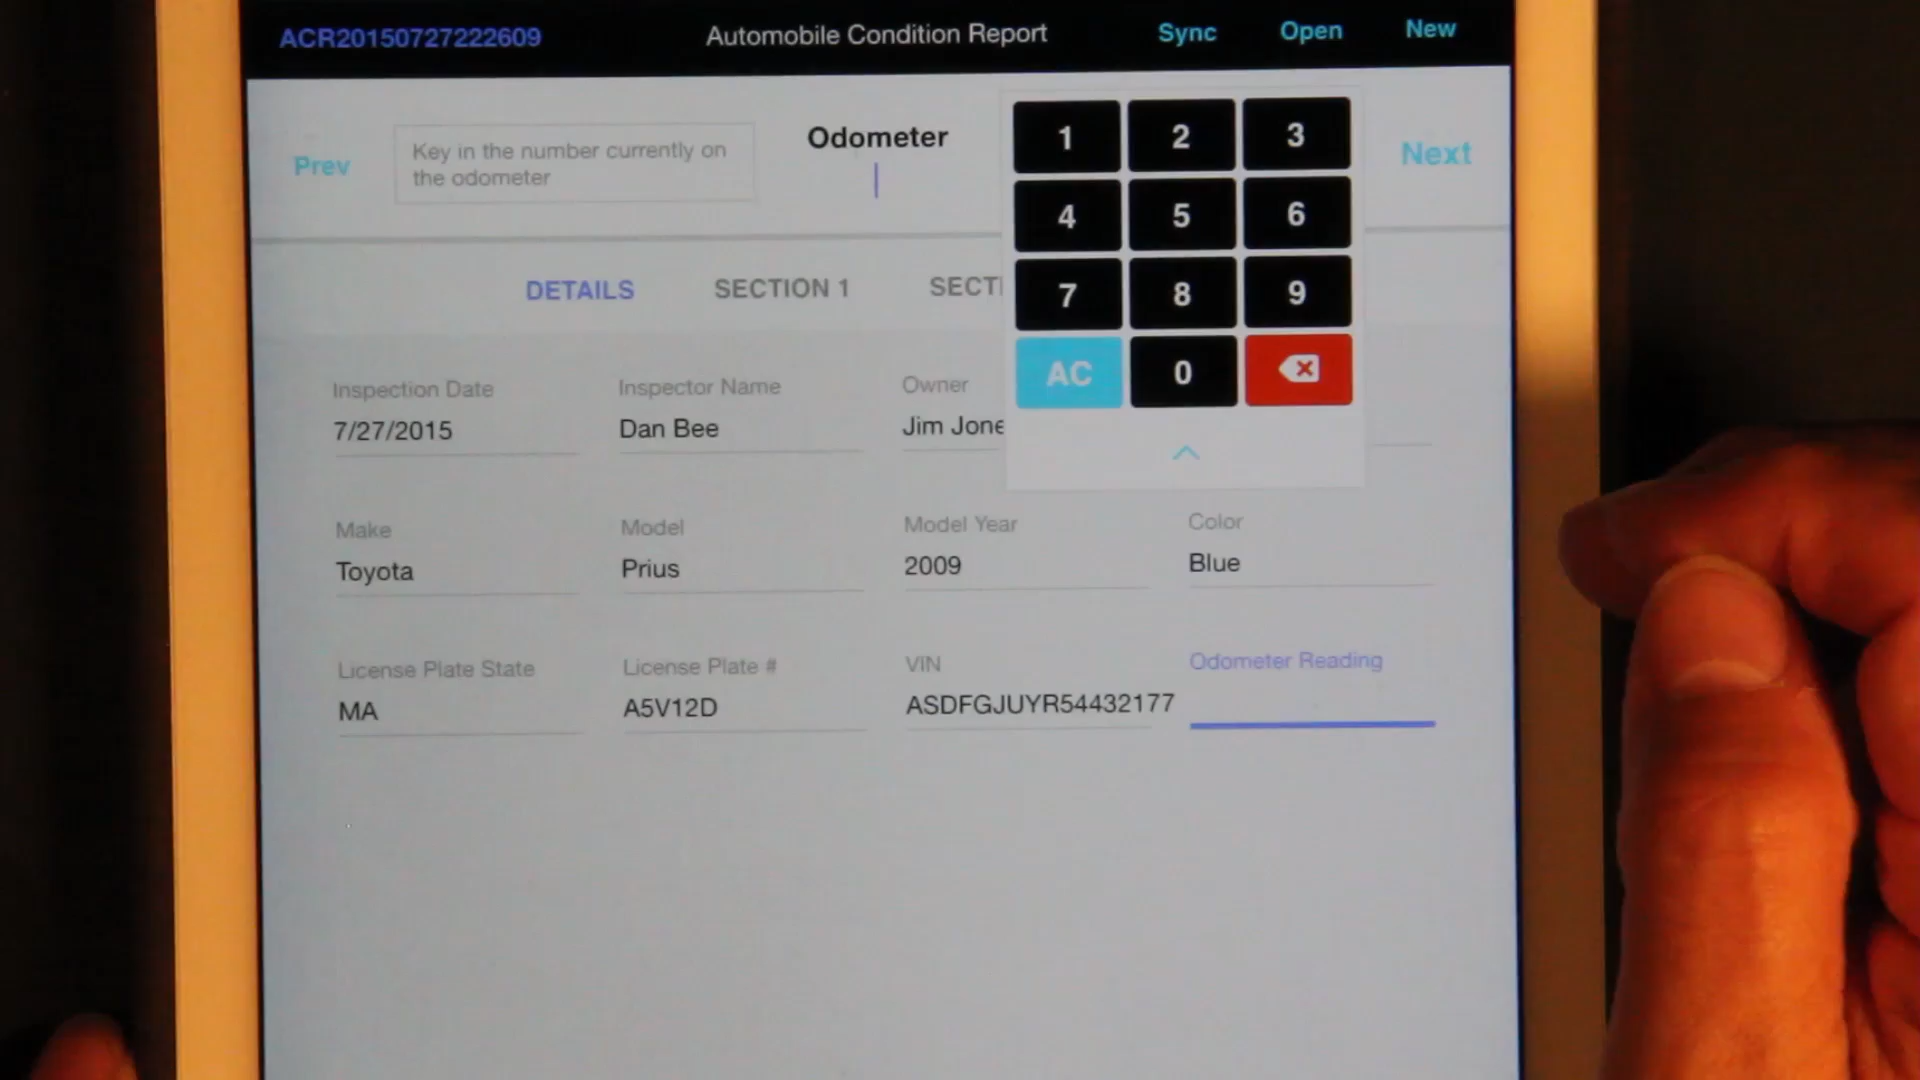 ACR20150727222609 Automobile Condition Report Sync Open New
Prev
Key in the number currently on
the odometer
Odometer
1 2 3
4 5 6
7 8 9
AC 0
Next
DETAILS SECTION 1 SECTI
Inspection Date Inspector Name Owner
7/27/2015 Dan Bee Jim Jone
Make Model Model Year Color
Toyota Prius 2009 Blue
License Plate State License Plate # VIN Odometer Reading
MA A5V12D ASDFGJUYR54432177